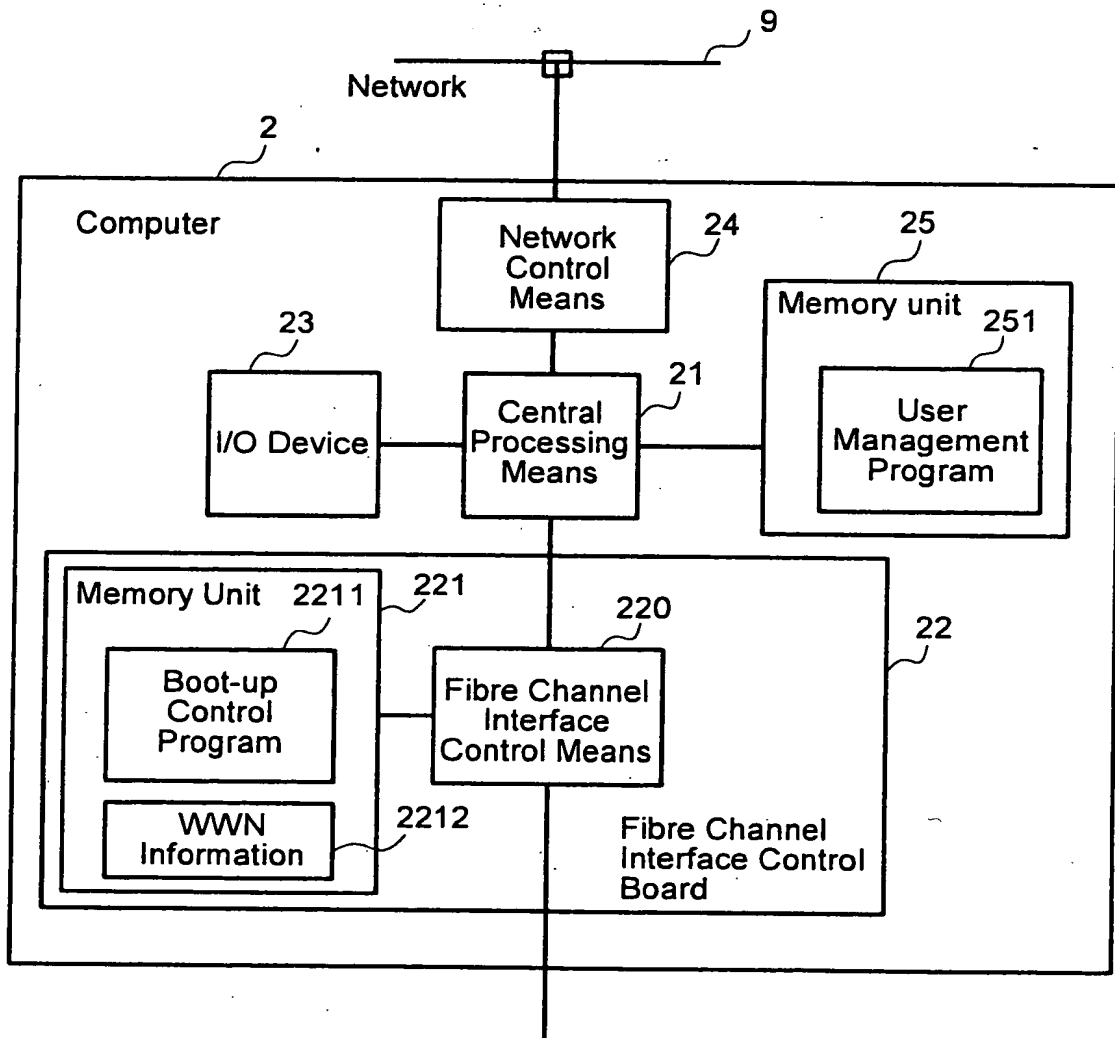 9
Network
2
Computer
Network
Control
Means
24
25
Memory unit
251
User
Management
Program
23
I/O Device
21
Central
Processing
Means
Memory Unit
221
2211
Boot-up
Control
Program
220
Fibre Channel
Interface
Control Means
22
WWN
Information
2212
Fibre Channel
Interface Control
Board